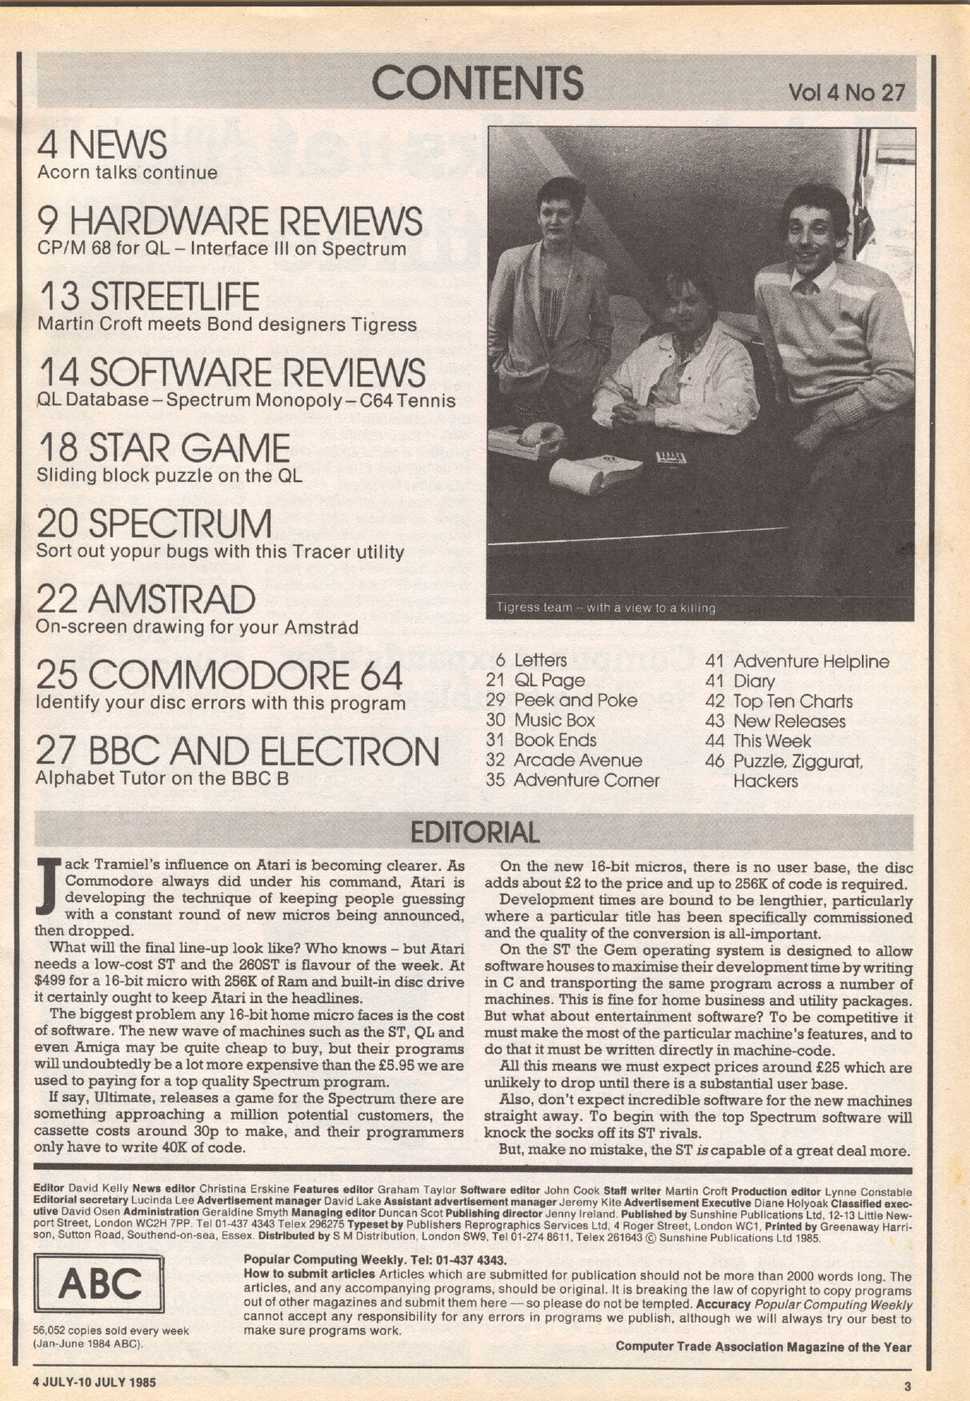 CONTENTS
Vol 4 No 27
4 NEWS
Acorn talks continue
9 HARDWARE REVIEWS
CP/M 68 for QL – Interface III on Spectrum
13 STREETLIFE
Martin Croft meets Bond designers Tigress
14 SOFTWARE REVIEWS
QL Database – Spectrum Monopoly – C64 Tennis
18 STAR GAME
Sliding block puzzle on the QL
20 SPECTRUM
Sort out yopur bugs with this Tracer utility
22 AMSTRAD
On-screen drawing for your Amstrad
25 COMMODORE 64
Identify your disc errors with this program
27 BBC AND ELECTRON
Alphabet Tutor on the BBC B
Tigress team – with a view to a killing
6 Letters
21 QL Page
29 Peek and Poke
30 Music Box
31 Book Ends
32 Arcade Avenue
35 Adventure Corner
41 Adventure Helpline
41 Diary
42 Top Ten Charts
43 New Releases
44 This Week
46 Puzzle, Ziggurat,
Hackers
EDITORIAL
Jack Tramiel's influence on Atari is becoming clearer. As
Commodore always did under his command, Atari is
developing the technique of keeping people guessing
with a constant round of new micros being announced,
then dropped.
What will the final line-up look like? Who knows – but Atari
needs a low-cost ST and the 260ST is flavour of the week. At
$499 for a 16-bit micro with 256K of Ram and built-in disc drive
it certainly ought to keep Atari in the headlines.
The biggest problem any 16-bit home micro faces is the cost
of software. The new wave of machines such as the ST, QL and
even Amiga may be quite cheap to buy, but their programs
will undoubtedly be a lot more expensive than the £5.95 we are
used to paying for a top quality Spectrum program.
If say, Ultimate, releases a game for the Spectrum there are
something approaching a million potential customers, the
cassette costs around 30p to make, and their programmers
only have to write 40K of code.
On the new 16-bit micros, there is no user base, the disc
adds about £2 to the price and up to 256K of code is required.
Development times are bound to be lengthier, particularly
where a particular title has been specifically commissioned
and the quality of the conversion is all-important.
On the ST the Gem operating system is designed to allow
software houses to maximise their development time by writing
in C and transporting the same program across a number of
machines. This is fine for home business and utility packages.
But what about entertainment software? To be competitive it
must make the most of the particular machine's features, and to
do that it must be written directly in machine-code.
All this means we must expect prices around £25 which are
unlikely to drop until there is a substantial user base.
Also, don't expect incredible software for the new machines
straight away. To begin with the top Spectrum software will
knock the socks off its ST rivals.
But, make no mistake, the ST is capable of a great deal more.
Editor David Kelly News editor Christina Erskine Features editor Graham Taylor Software editor John Cook Staff writer Martin Croft Production editor Lynne Constable
Editorial secretary Lucinda Lee Advertisement manager David Lake Assistant advertisement manager Jeremy Kite Advertisement Executive Diane Holyoak Classified exec-
utive David Osen Administration Geraldine Smyth Managing editor Duncan Scot Publishing director Jenny Ireland. Published by Sunshine Publications Ltd, 12-13 Little New-
port Street, London WC2H 7PP. Tel 01-437 4343 Telex 296275 Typeset by Publishers Reprographics Services Ltd, 4 Roger Street, London WC1, Printed by Greenaway Harri-
son, Sutton Road, Southend-on-sea, Essex. Distributed by S M Distribution, London SW9, Tel 01-274 8611, Telex 261643 © Sunshine Publications Ltd 1985.
ABC
56,052 copies sold every week
(Jan-June 1984 ABC).
Popular Computing Weekly. Tel: 01-437 4343.
How to submit articles Articles which are submitted for publication should not be more than 2000 words long. The
articles, and any accompanying programs, should be original. It is breaking the law of copyright to copy programs
out of other magazines and submit them here — so please do not be tempted. Accuracy Popular Computing Weekly
cannot accept any responsibility for any errors in programs we publish, although we will always try our best to
make sure programs work.
Computer Trade Association Magazine of the Year
4 JULY-10 JULY 1985
3